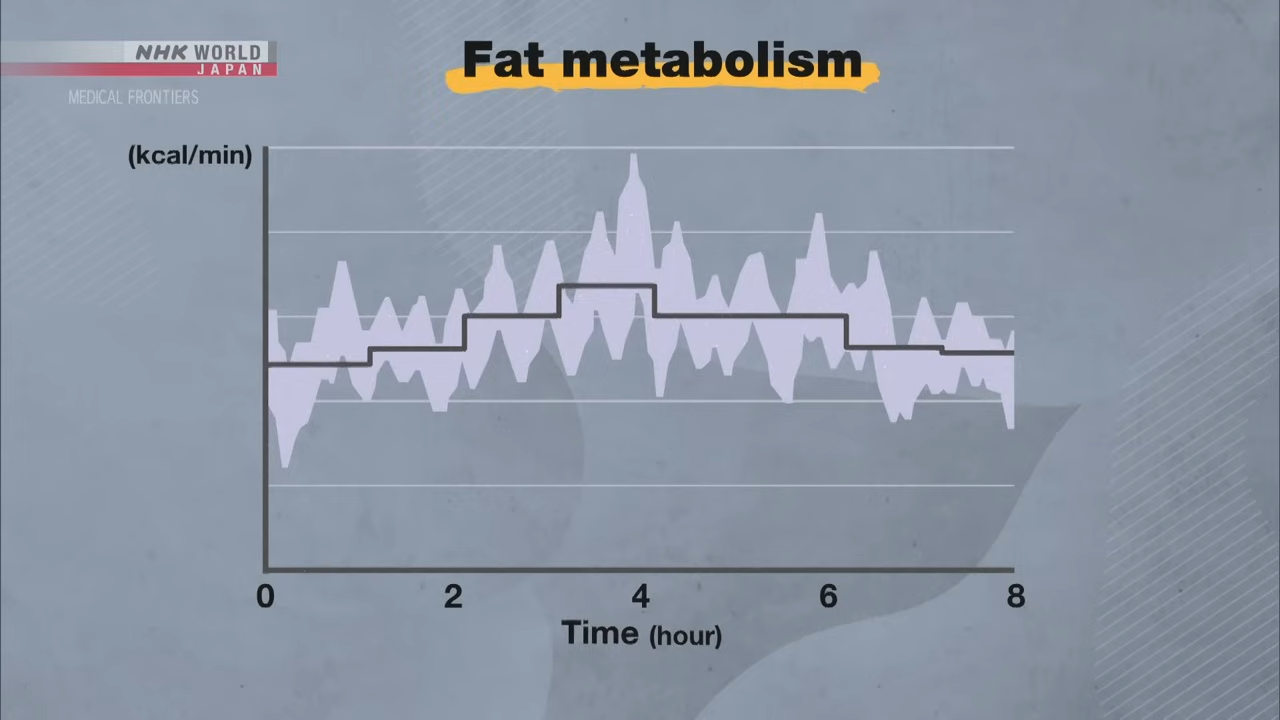 NHK WORLD
JAPAN
MEDICAL FRONTIERS
Fat metabolism
(kcal/min)
0 2 4 6 8
Time (hour)